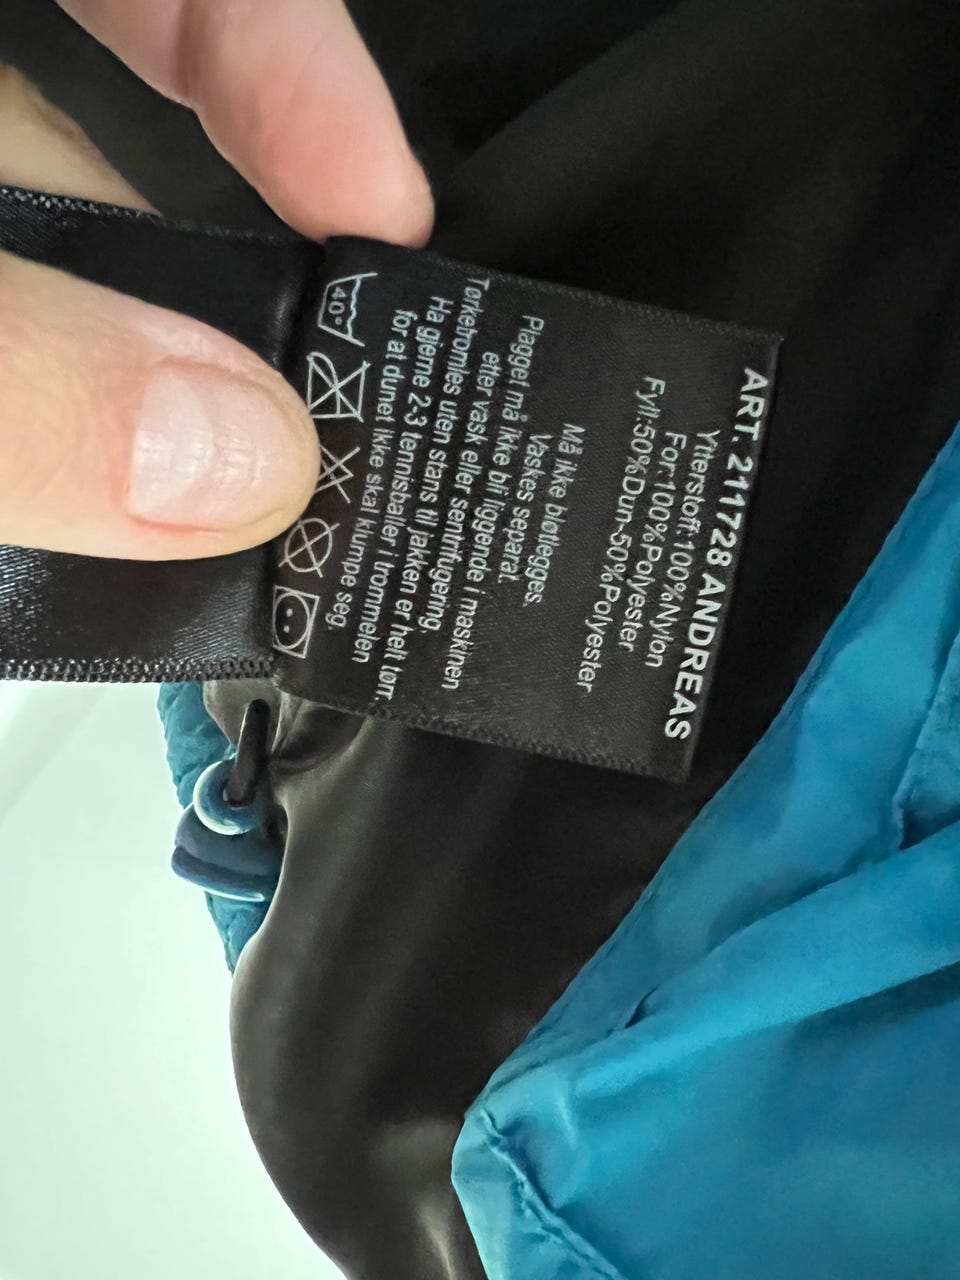 ART. 211728 ANDREAS
Ytterstoff:100%Nylon
For:100%Polyester
Fyll:50%Dun-50%Polyester
Må ikke bløtlegges.
Vaskes separat.
Plagget må ikke bli liggende i maskinen
etter vask eller sentrifugering.
Tørketromles uten stans til jakken er helt tørr.
Ha gjerne 2-3 tennisballer i trommelen
for at dunet ikke skal klumpe seg.
40°